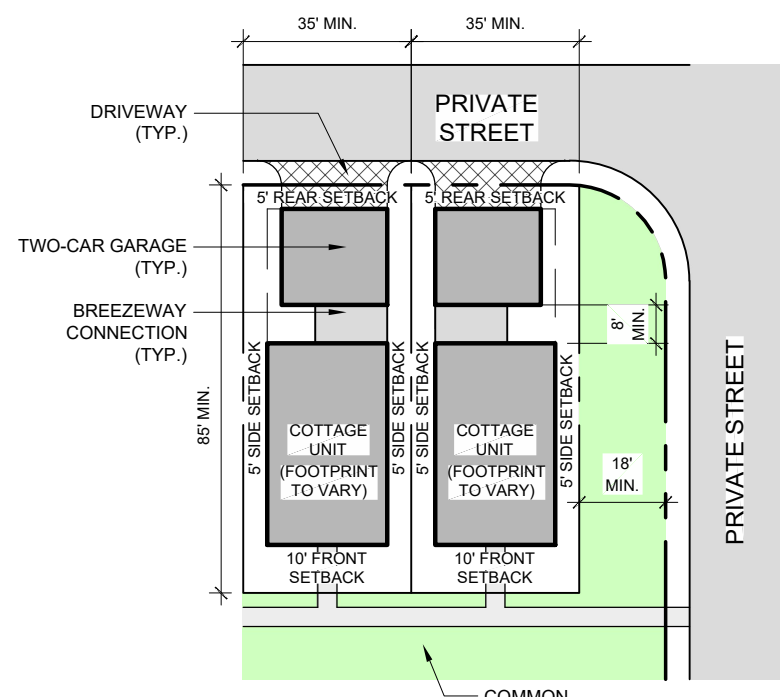 35' MIN.
35' MIN.
DRIVEWAY
(TYP.)
PRIVATE
STREET
5' REAR SETBACK
5' REAR SETBACK
TWO-CAR GARAGE
(TYP.)
BREEZEWAY
CONNECTION
(TYP.)
8'
MIN.
85' MIN.
5' SIDE SETBACK
5' SIDE SETBACK
5' SIDE SETBACK
5' SIDE SETBACK
COTTAGE
UNIT
(FOOTPRINT
TO VARY)
COTTAGE
UNIT
(FOOTPRINT
TO VARY)
18'
MIN.
PRIVATE STREET
10' FRONT
SETBACK
10' FRONT
SETBACK
COMMON